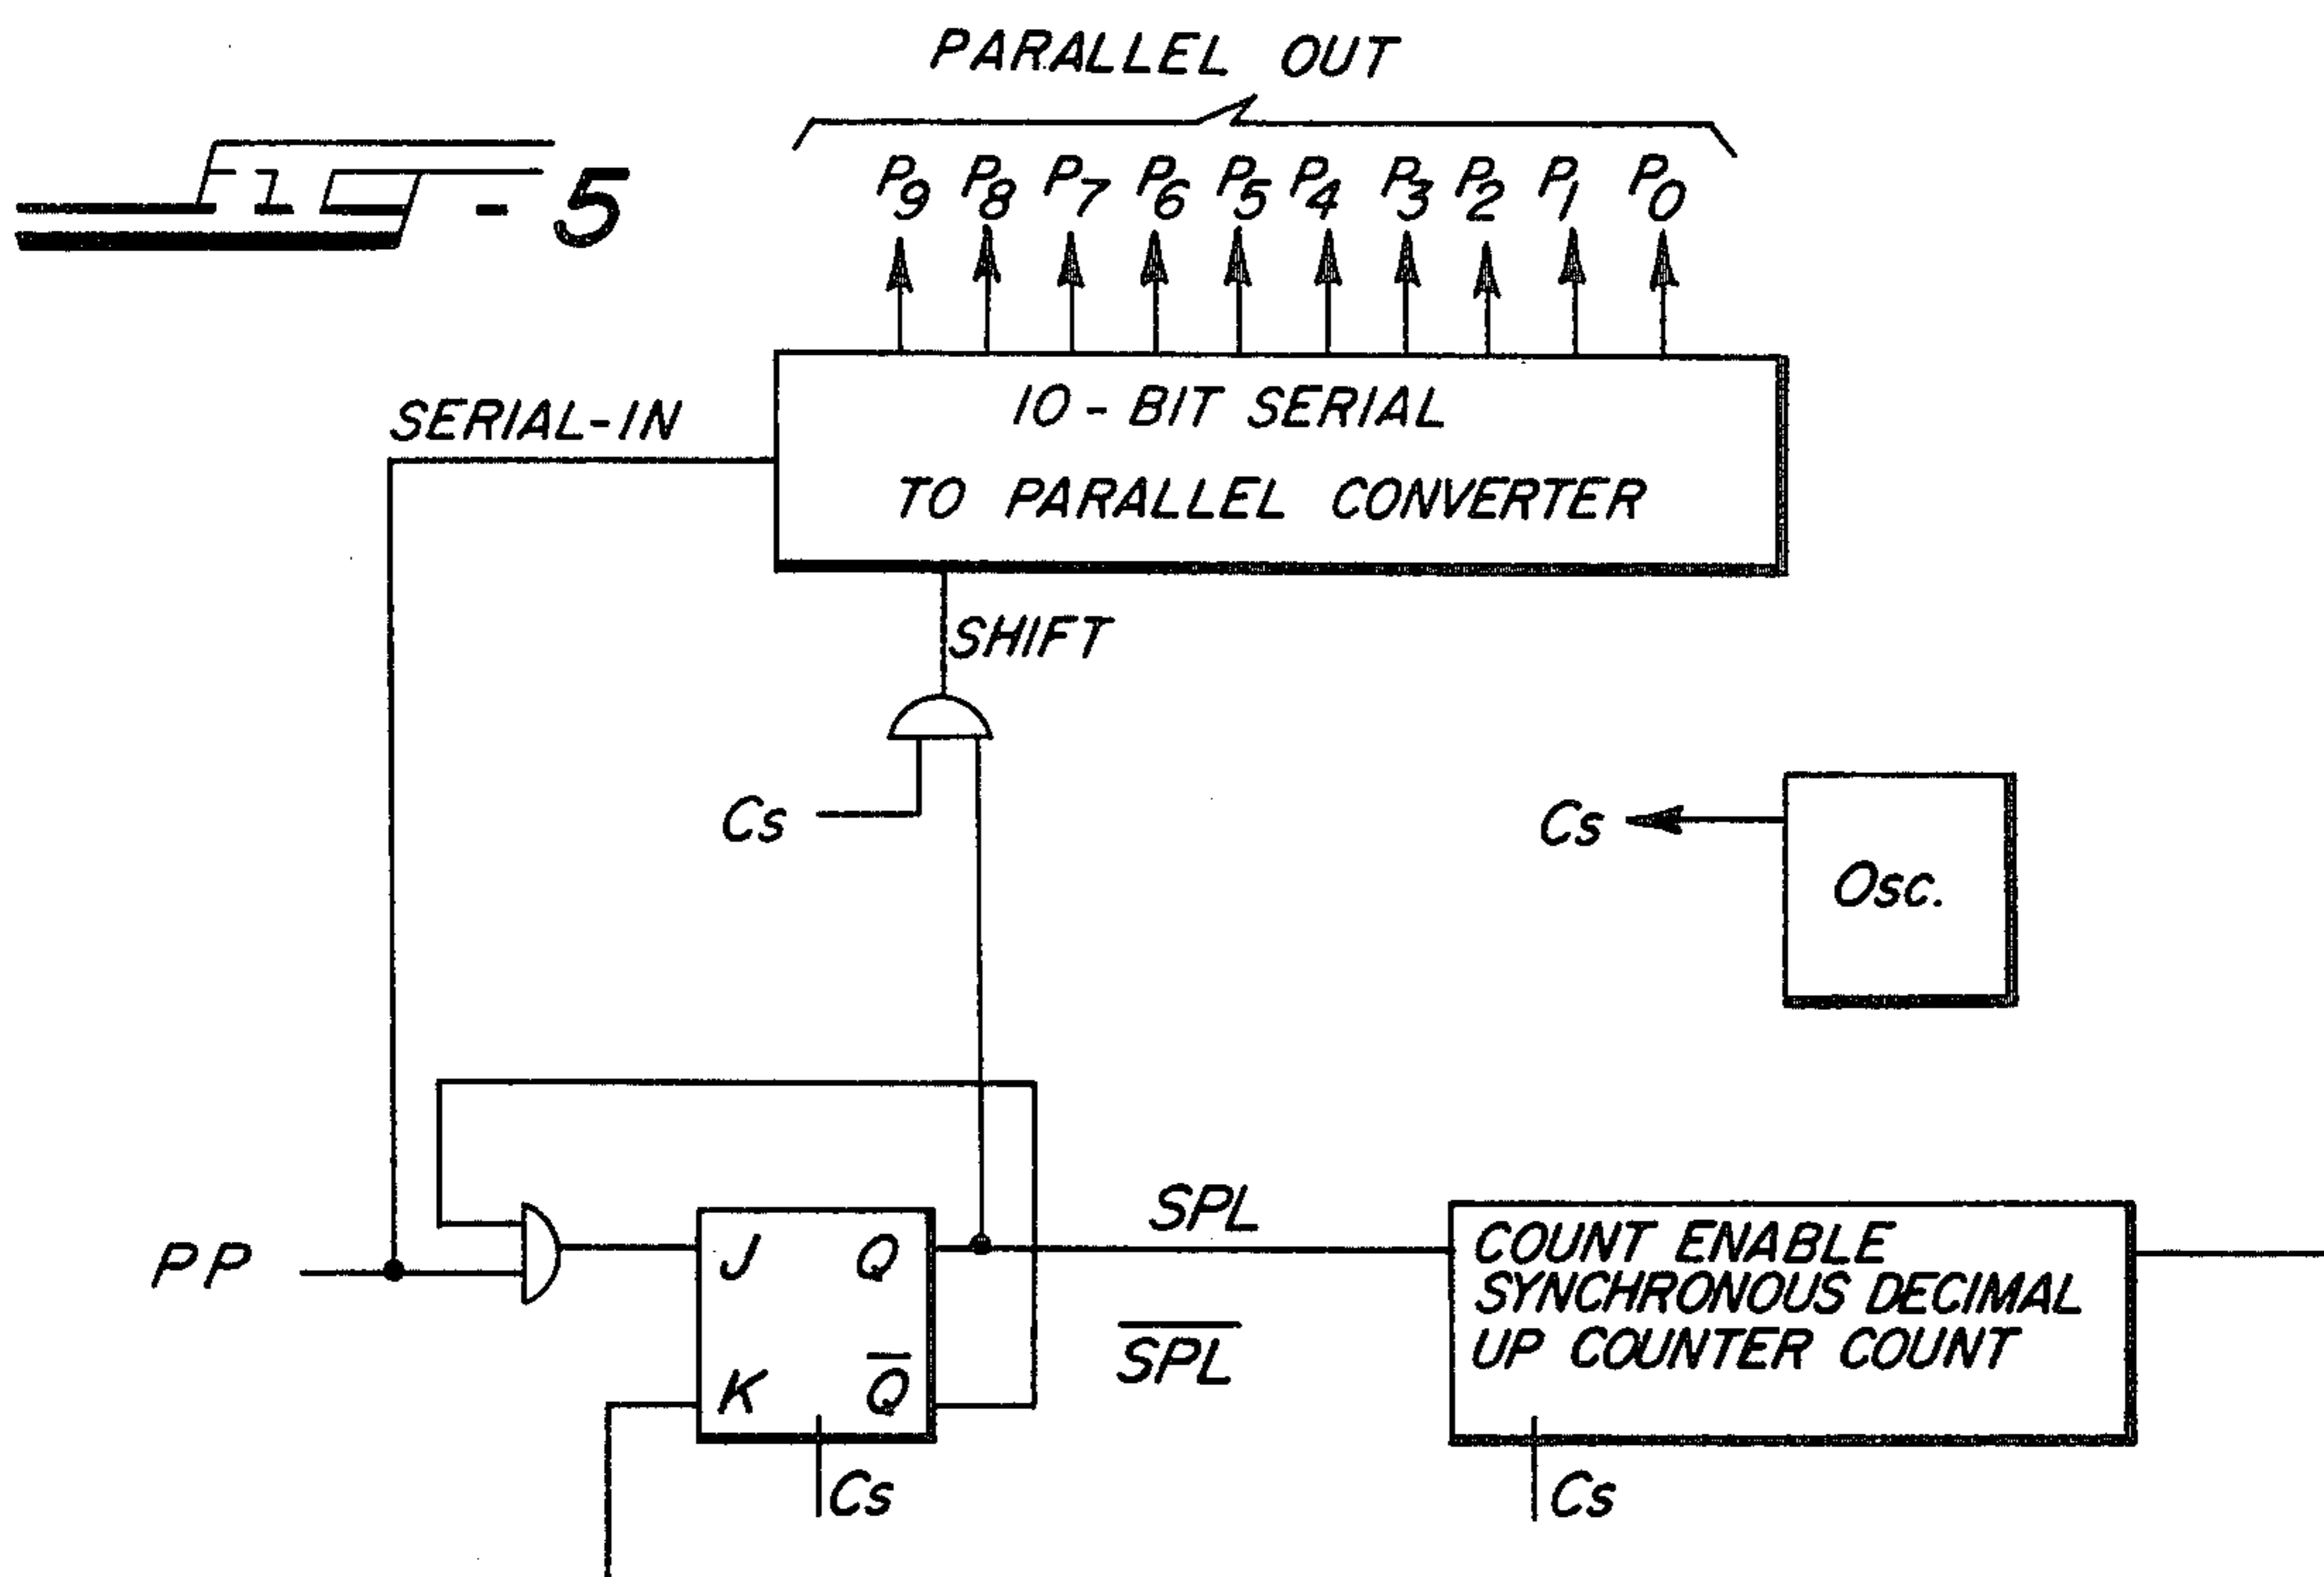 PARALLEL OUT
FIG-5
P9 P8 P7 P6 P5 P4 P3 P2 P1 P0
SERIAL-IN
10-BIT SERIAL
TO PARALLEL CONVERTER
SHIFT
Cs
Cs
Osc.
PP
J Q
K Q̅
Cs
SPL
S̅P̅L̅
COUNT ENABLE
SYNCHRONOUS DECIMAL
UP COUNTER COUNT
Cs